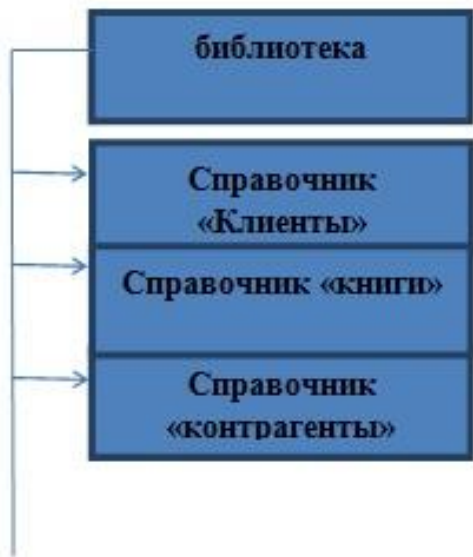 библиотека
Справочник
«Клиенты»
Справочник «книги»
Справочник
«контрагенты»